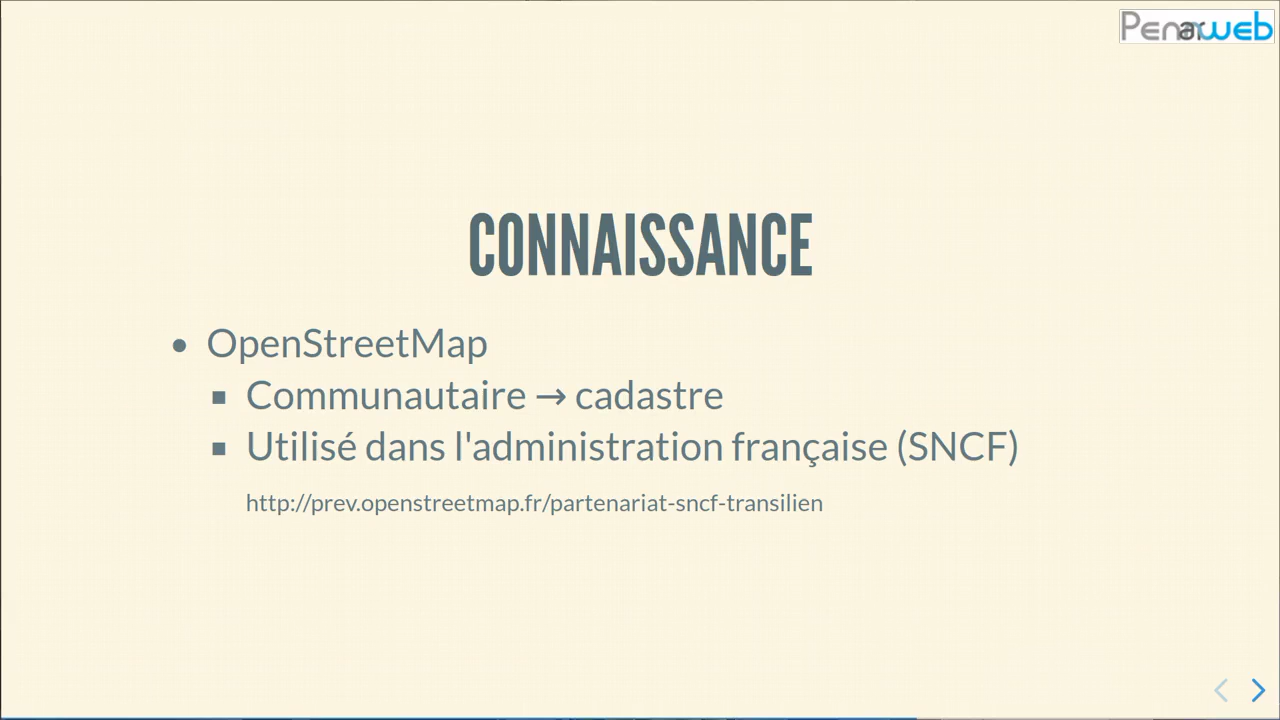 Penarweb
CONNAISSANCE
• OpenStreetMap
▪ Communautaire → cadastre
▪ Utilisé dans l'administration française (SNCF)
http://prev.openstreetmap.fr/partenariat-sncf-transilien